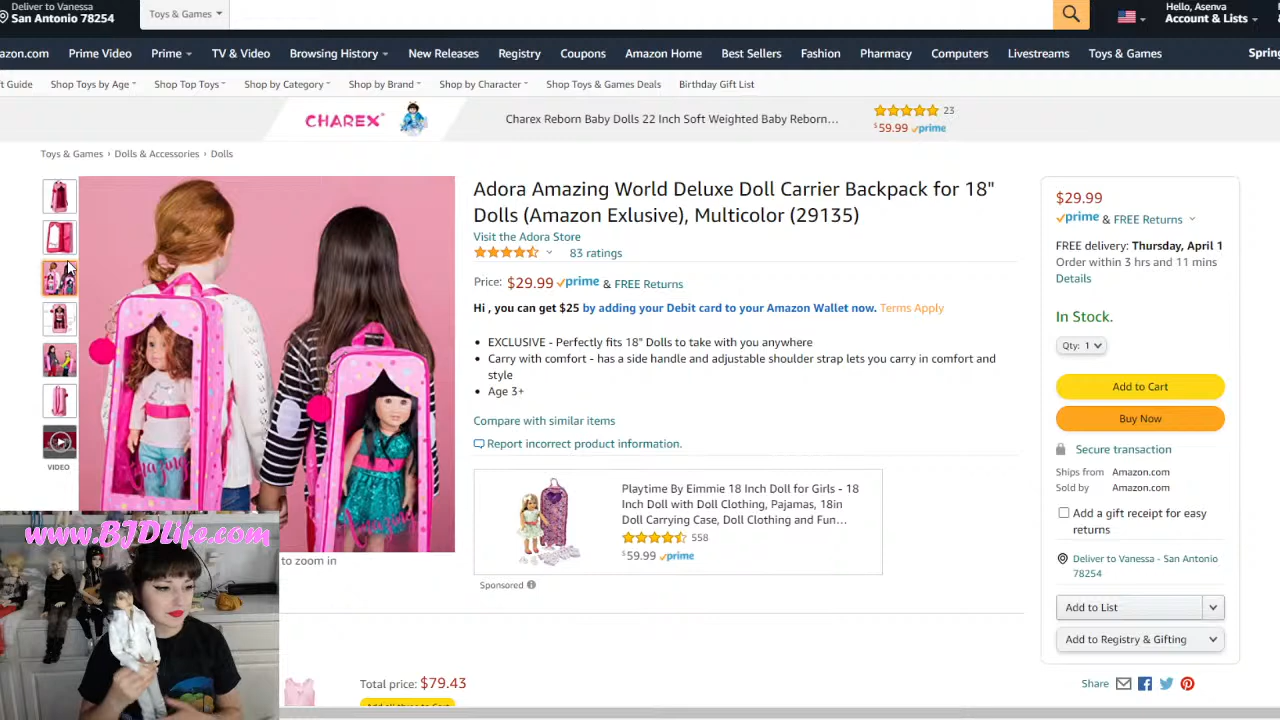 Deliver to Vanessa
San Antonio 78254
Toys & Games
Hello, Asenva
Account & Lists
azon.com Prime Video Prime TV & Video Browsing History New Releases Registry Coupons Amazon Home Best Sellers Fashion Pharmacy Computers Livestreams Toys & Games Spring
ft Guide Shop Toys by Age Shop Top Toys Shop by Category Shop by Brand Shop by Character Shop Toys & Games Deals Birthday Gift List
CHAREX
Charex Reborn Baby Dolls 22 Inch Soft Weighted Baby Reborn…
23
$59.99 prime
Toys & Games › Dolls & Accessories › Dolls
Adora Amazing World Deluxe Doll Carrier Backpack for 18"
Dolls (Amazon Exlusive), Multicolor (29135)
Visit the Adora Store
83 ratings
Price: $29.99 prime & FREE Returns
Hi , you can get $25 by adding your Debit card to your Amazon Wallet now. Terms Apply
• EXCLUSIVE - Perfectly fits 18" Dolls to take with you anywhere
• Carry with comfort - has a side handle and adjustable shoulder strap lets you carry in comfort and
style
• Age 3+
Compare with similar items
Report incorrect product information.
Playtime By Eimmie 18 Inch Doll for Girls - 18
Inch Doll with Doll Clothing, Pajamas, 18in
Doll Carrying Case, Doll Clothing and Fun…
558
$59.99 prime
Sponsored
VIDEO
Amazing
Amazing
to zoom in
www.BJDLife.com
Total price: $79.43
Add all three to Cart
$29.99
prime & FREE Returns
FREE delivery: Thursday, April 1
Order within 3 hrs and 11 mins
Details
In Stock.
Qty: 1
Add to Cart
Buy Now
Secure transaction
Ships from Amazon.com
Sold by Amazon.com
Add a gift receipt for easy
returns
Deliver to Vanessa - San Antonio
78254
Add to List
Add to Registry & Gifting
Share